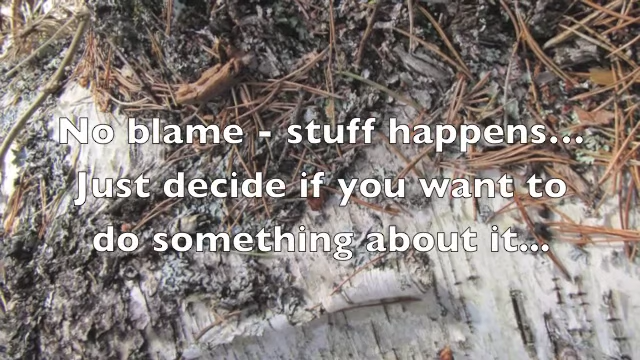 No blame - stuff happens...
Just decide if you want to
do something about it...